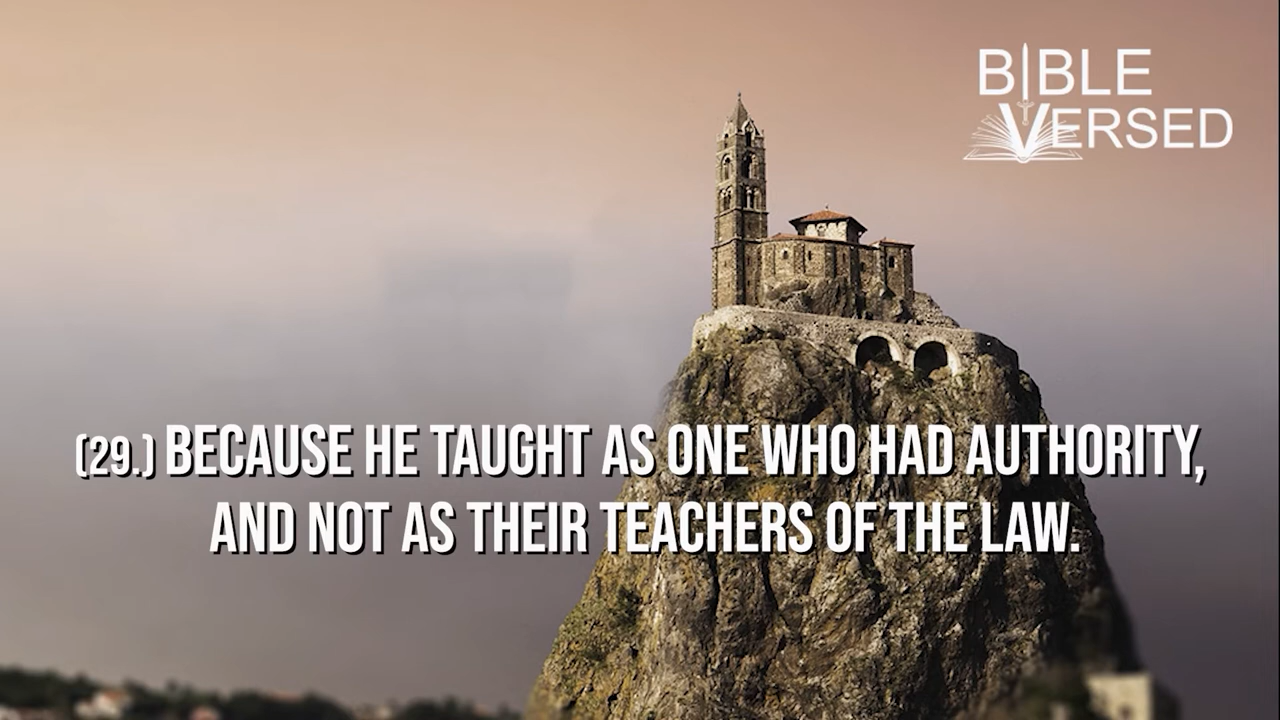 BIBLE
VERSED
(29.) BECAUSE HE TAUGHT AS ONE WHO HAD AUTHORITY,
AND NOT AS THEIR TEACHERS OF THE LAW.